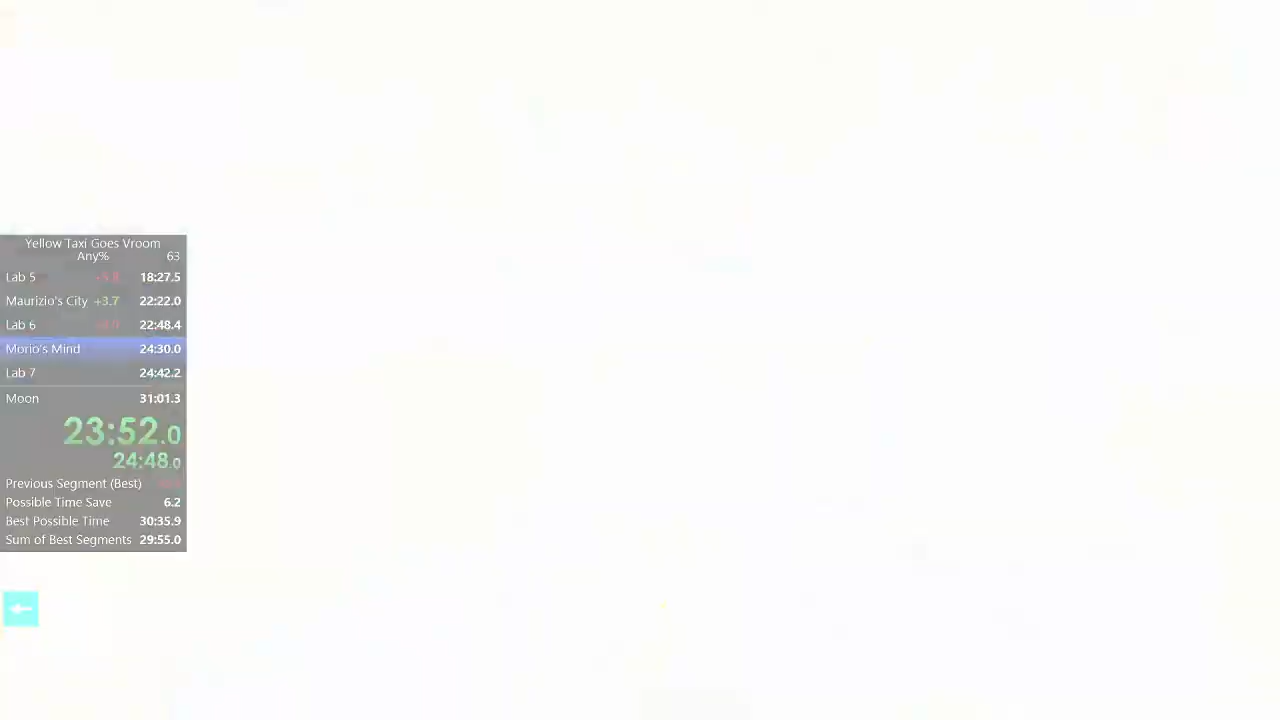 Yellow Taxi Goes Vroom
Any% 63
Lab 5 18:27.5
Maurizio's City +3.7 22:22.0
Lab 6 22:48.4
Morio's Mind 24:30.0
Lab 7 24:42.2
Moon 31:01.3
23:52.0
24:48.0
Previous Segment (Best)
Possible Time Save 6.2
Best Possible Time 30:35.9
Sum of Best Segments 29:55.0